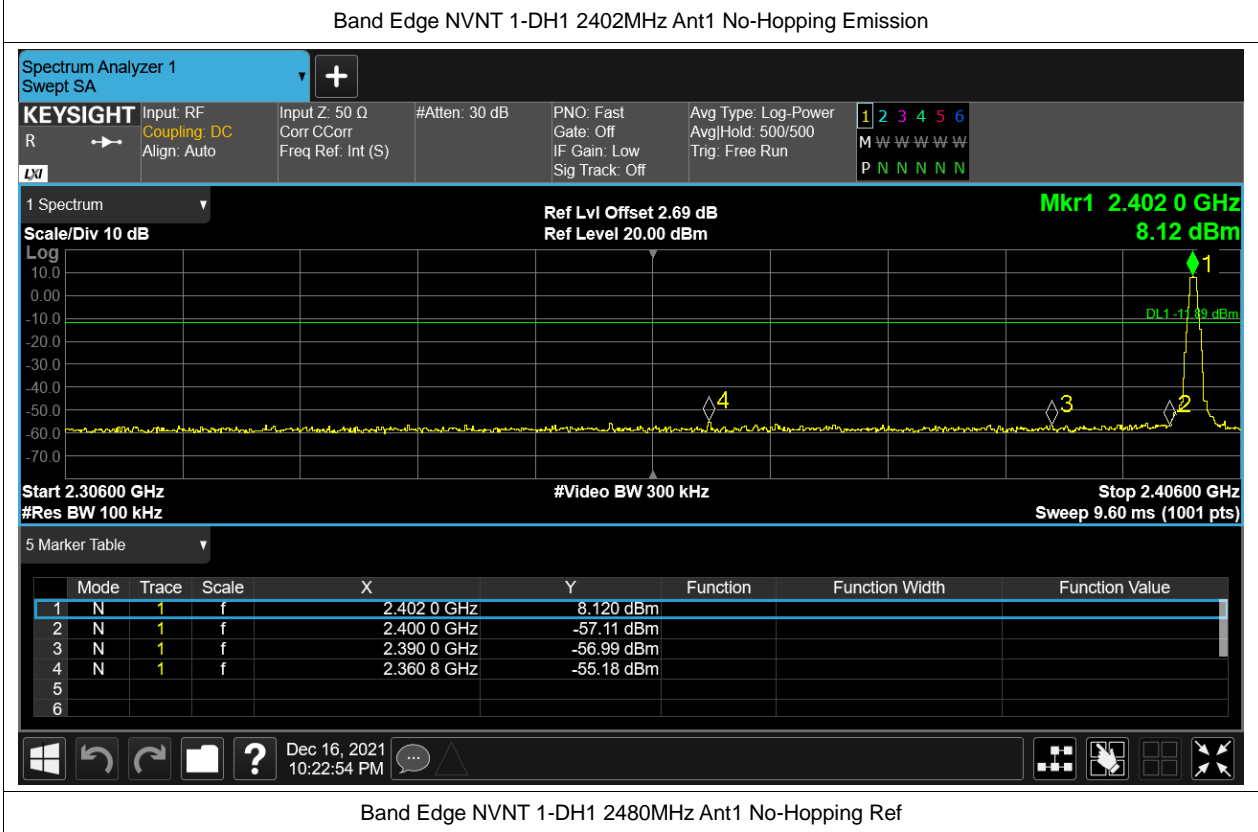 Band Edge NVNT 1-DH1 2402MHz Ant1 No-Hopping Emission
Spectrum Analyzer 1
Swept SA
+
KEYSIGHT Input: RF Input Z: 50 Ω #Atten: 30 dB PNO: Fast Avg Type: Log-Power 1 2 3 4 5 6
R Coupling: DC Corr CCorr Gate: Off Avg|Hold: 500/500 M W W W W W
Align: Auto Freq Ref: Int (S) IF Gain: Low Trig: Free Run
LXI Sig Track: Off P N N N N N
1 Spectrum Ref Lvl Offset 2.69 dB Mkr1 2.402 0 GHz
Scale/Div 10 dB Ref Level 20.00 dBm 8.12 dBm
Log
1
10.0
0.00
DL1 -11.89 dBm
-10.0
-20.0
-30.0
-40.0
4 3 2
-50.0
-60.0
-70.0
Start 2.30600 GHz #Video BW 300 kHz Stop 2.40600 GHz
#Res BW 100 kHz Sweep 9.60 ms (1001 pts)
5 Marker Table
Mode Trace Scale X Y Function Function Width Function Value
1 N 1 f 2.402 0 GHz 8.120 dBm
2 N 1 f 2.400 0 GHz -57.11 dBm
3 N 1 f 2.390 0 GHz -56.99 dBm
4 N 1 f 2.360 8 GHz -55.18 dBm
5
6
? Dec 16, 2021
10:22:54 PM
Band Edge NVNT 1-DH1 2480MHz Ant1 No-Hopping Ref